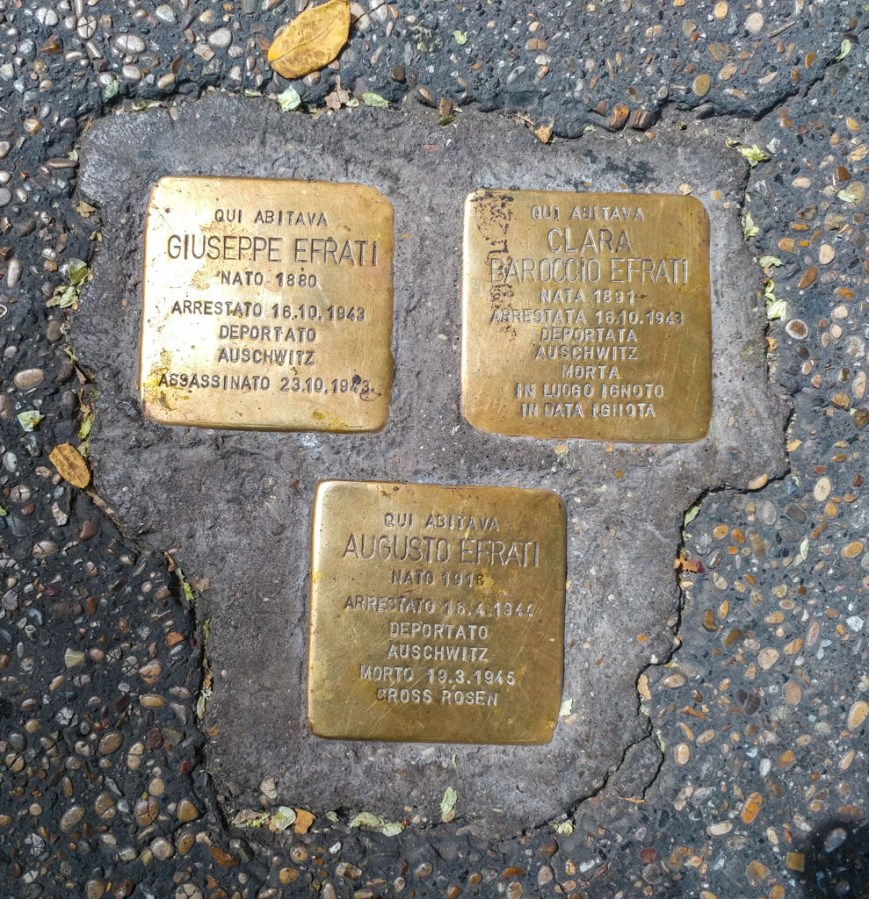 QUI ABITAVA
GIUSEPPE EFRATI
NATO 1880
ARRESTATO 16.10.1943
DEPORTATO
AUSCHWITZ
ASSASSINATO 23.10.1943
QUI ABITAVA
CLARA
BAROCCIO EFRATI
NATA 1891
ARRESTATA 16.10.1943
DEPORTATA
AUSCHWITZ
MORTA
IN LUOGO IGNOTO
IN DATA IGNOTA
QUI ABITAVA
AUGUSTO EFRATI
NATO 1916
ARRESTATO 18.4.1944
DEPORTATO
AUSCHWITZ
MORTO 19.3.1945
GROSS ROSEN